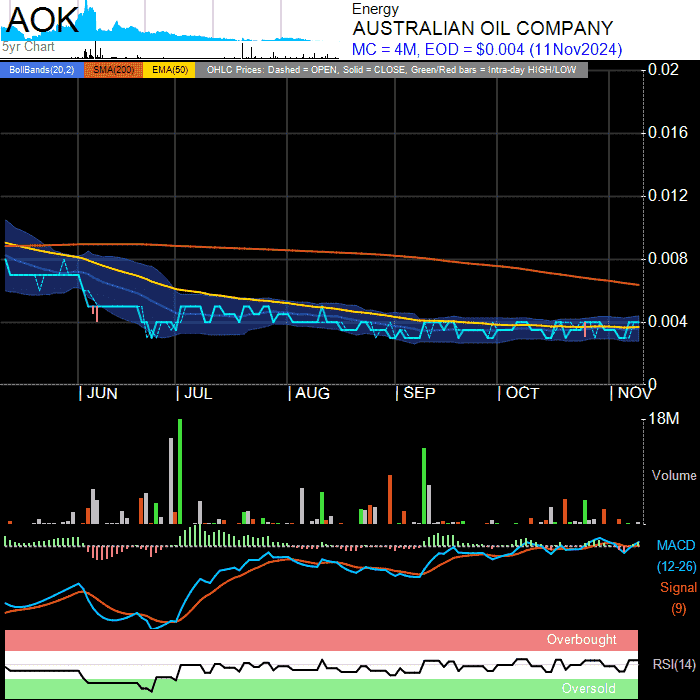 AOK
5yr Chart
Energy
AUSTRALIAN OIL COMPANY
MC = 4M, EOD = $0.004 (11Nov2024)
BollBands(20,2) SMA(200) EMA(50) OHLC Prices: Dashed = OPEN, Solid = CLOSE, Green/Red bars = Intra-day HIGH/LOW
0.02
0.016
0.012
0.008
0.004
0
JUN JUL AUG SEP OCT NOV
18M
Volume
MACD
(12-26)
Signal
(9)
Overbought
RSI(14)
Oversold